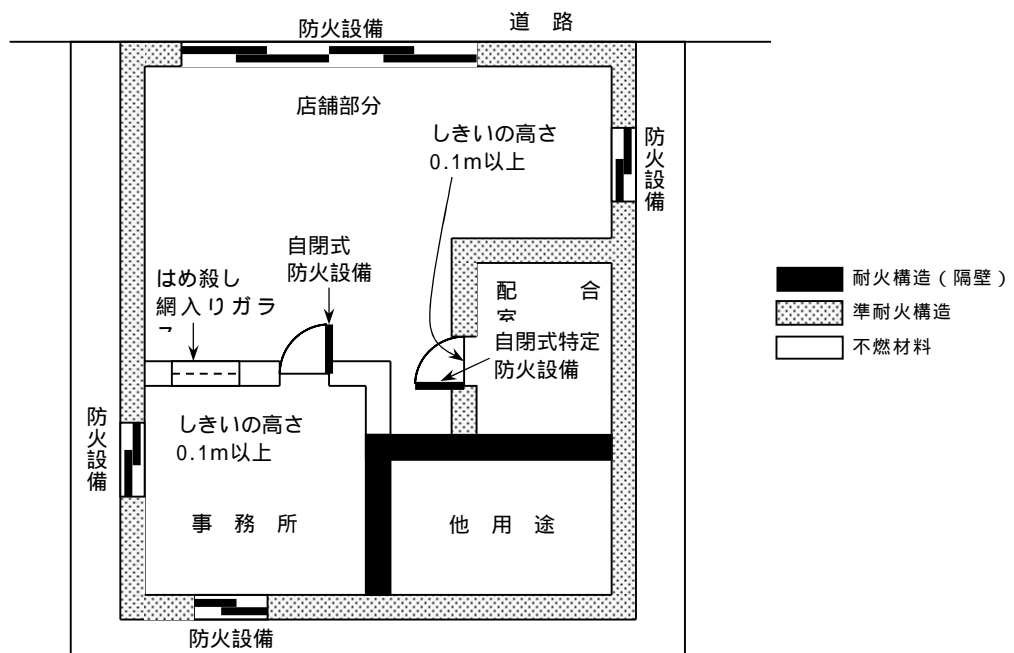 防火設備
道 路
店舗部分
しきいの高さ
0.1m以上
防火設備
自閉式
防火設備
はめ殺し
網入りガラ
配 合
自閉式特定
防火設備
耐火構造(隔壁)
準耐火構造
不燃材料
しきいの高さ
0.1m以上
防火設備
事 務 所
他 用 途
防火設備